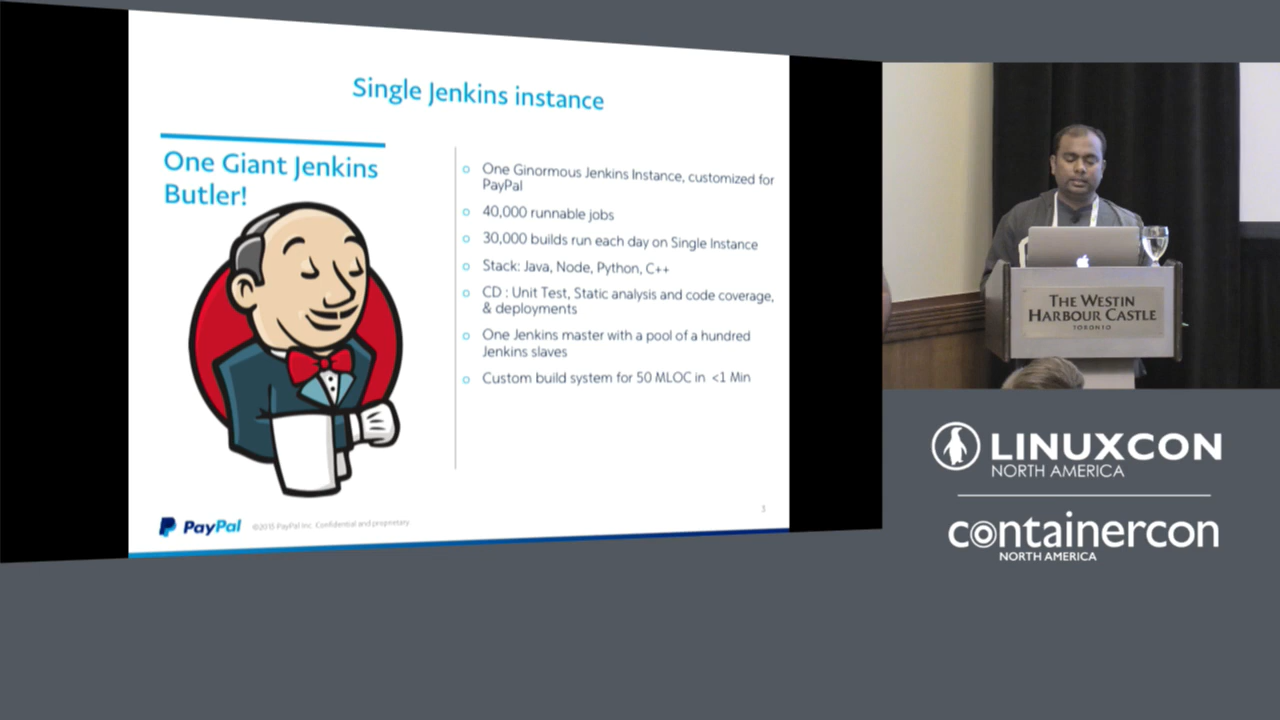 Single Jenkins instance
One Giant Jenkins
Butler!
One Ginormous Jenkins Instance, customized for
PayPal
40,000 runnable jobs
30,000 builds run each day on Single Instance
Stack: Java, Node, Python, C++
CD : Unit Test, Static analysis and code coverage,
& deployments
One Jenkins master with a pool of a hundred
Jenkins slaves
Custom build system for 50 MLOC in <1 Min
PayPal
©2015 PayPal Inc. Confidential and proprietary
3
THE WESTIN
HARBOUR CASTLE
TORONTO
LINUXCON
NORTH AMERICA
containercon
NORTH AMERICA